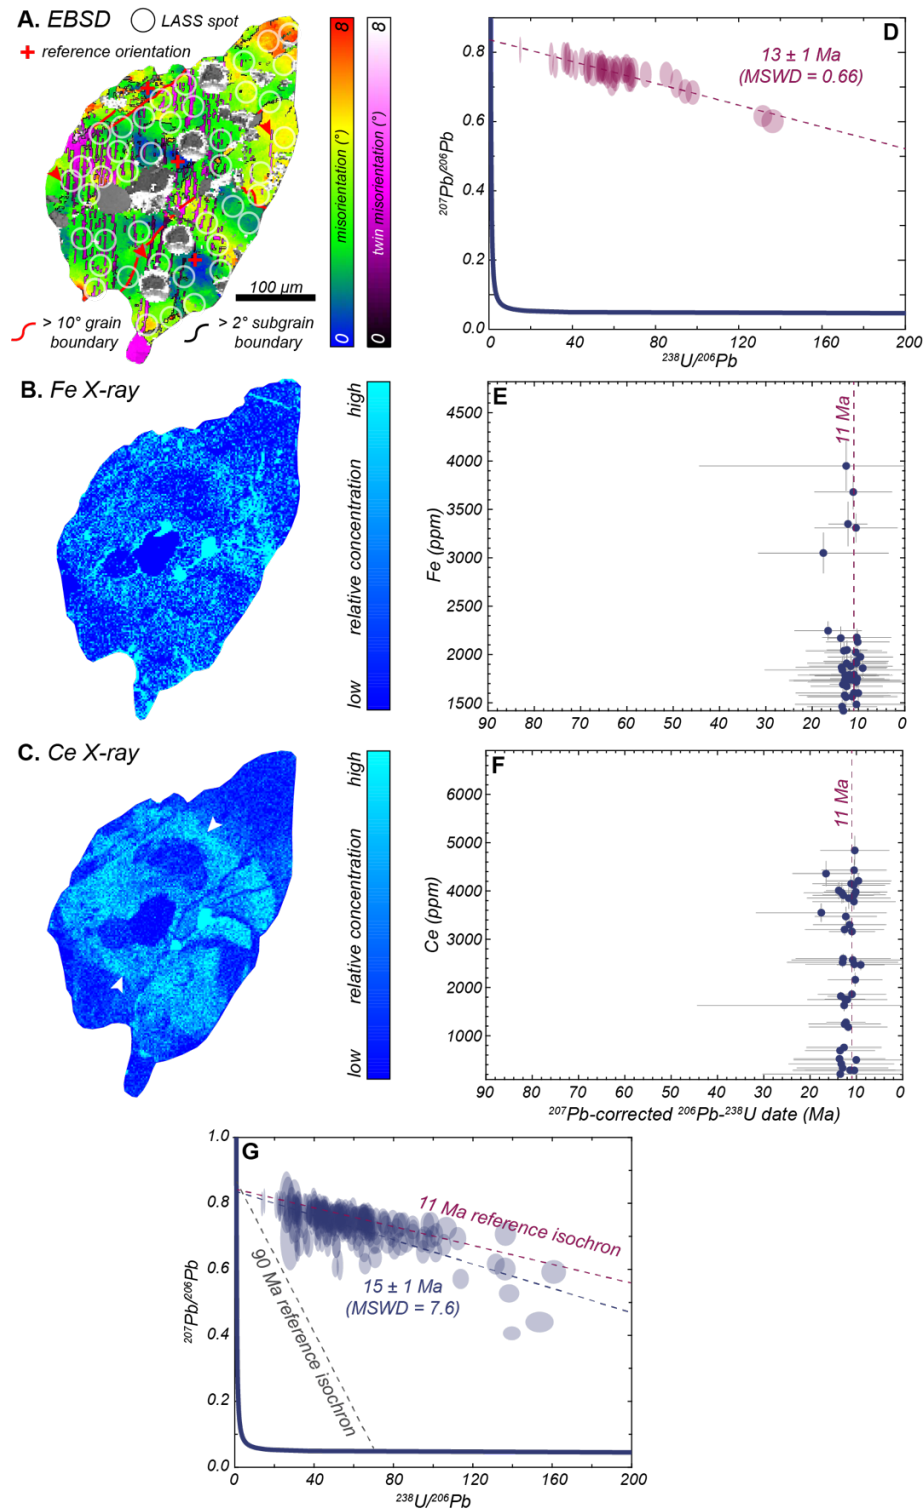 A. EBSD
LASS spot
reference orientation
8
misorientation (°)
0
8
twin misorientation (°)
0
100 µm
> 10° grain
boundary
> 2° subgrain
boundary
D
13 ± 1 Ma
(MSWD = 0.66)
0.8
0.6
0.4
0.2
0.0
²⁰⁷Pb/²⁰⁶Pb
0 40 80 120 160 200
²³⁸U/²⁰⁶Pb
B. Fe X-ray
high
relative concentration
low
E
11 Ma
4500
4000
3500
3000
2500
2000
1500
Fe (ppm)
90 80 70 60 50 40 30 20 10 0
C. Ce X-ray
high
relative concentration
low
F
11 Ma
6000
5000
4000
3000
2000
1000
Ce (ppm)
90 80 70 60 50 40 30 20 10 0
²⁰⁷Pb-corrected ²⁰⁶Pb-²³⁸U date (Ma)
G
1.0
0.8
0.6
0.4
0.2
0.0
²⁰⁷Pb/²⁰⁶Pb
11 Ma reference isochron
15 ± 1 Ma
(MSWD = 7.6)
90 Ma reference isochron
0 40 80 120 160 200
²³⁸U/²⁰⁶Pb